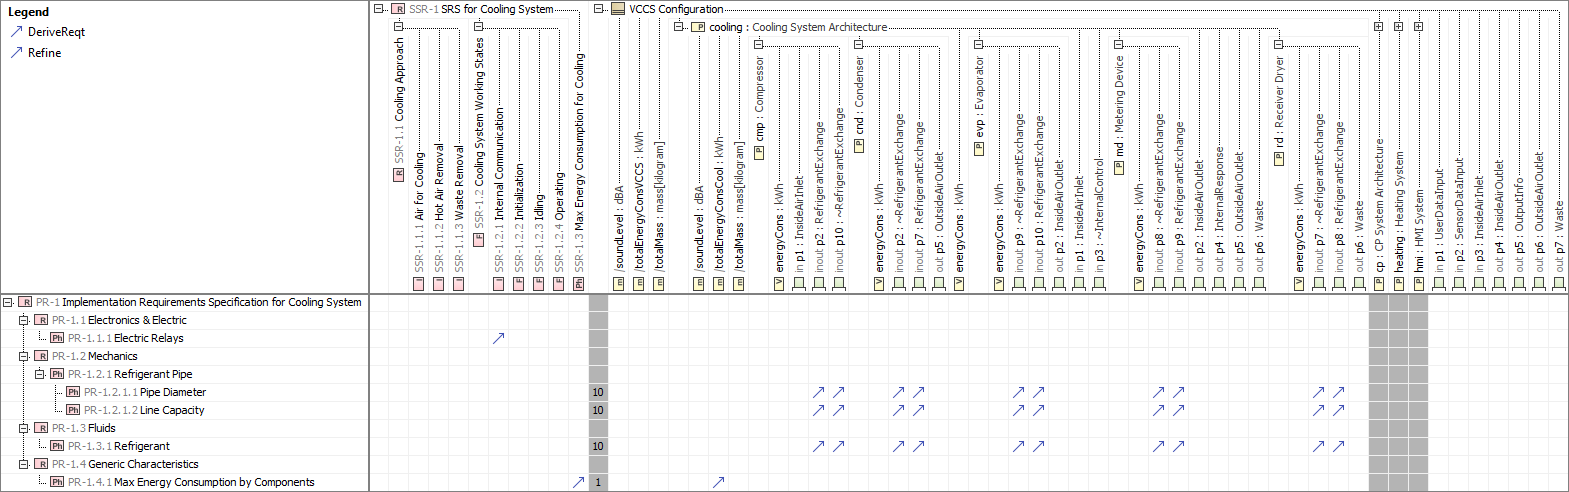 Legend
DeriveReqt
Refine
R SSR-1 SRS for Cooling System
R SSR-1.1 Cooling Approach
I SSR-1.1.1 Air for Cooling
I SSR-1.1.2 Hot Air Removal
I SSR-1.1.3 Waste Removal
F SSR-1.2 Cooling System Working States
I SSR-1.2.1 Internal Communication
F SSR-1.2.2 Initialization
F SSR-1.2.3 Idling
F SSR-1.2.4 Operating
Ph SSR-1.3 Max Energy Consumption for Cooling
VCCS Configuration
m /soundLevel : dBA
m /totalEnergyConsVCCS : kWh
m /totalMass : mass[kilogram]
P cooling : Cooling System Architecture
m /soundLevel : dBA
m /totalEnergyConsCool : kWh
m /totalMass : mass[kilogram]
P cmp : Compressor
V energyCons : kWh
in p1 : InsideAirInlet
inout p2 : RefrigerantExchange
inout p10 : ~RefrigerantExchange
P cnd : Condenser
V energyCons : kWh
inout p2 : ~RefrigerantExchange
inout p7 : RefrigerantExchange
out p5 : OutsideAirOutlet
V energyCons : kWh
P evp : Evaporator
V energyCons : kWh
inout p9 : ~RefrigerantExchange
inout p10 : RefrigerantExchange
out p2 : InsideAirOutlet
in p1 : InsideAirInlet
in p3 : ~InternalControl
P md : Metering Device
V energyCons : kWh
inout p8 : ~RefrigerantExchange
inout p9 : RefrigerantExchange
out p2 : InsideAirOutlet
out p4 : InternalResponse
out p5 : OutsideAirOutlet
out p6 : Waste
P rd : Receiver Dryer
V energyCons : kWh
inout p7 : ~RefrigerantExchange
inout p8 : RefrigerantExchange
out p6 : Waste
P cp : CP System Architecture
P heating : Heating System
P hmi : HMI System
in p1 : UserDataInput
in p2 : SensorDataInput
in p3 : InsideAirInlet
out p4 : InsideAirOutlet
out p5 : OutputInfo
out p6 : OutsideAirOutlet
out p7 : Waste
R PR-1 Implementation Requirements Specification for Cooling System
R PR-1.1 Electronics & Electric
Ph PR-1.1.1 Electric Relays
R PR-1.2 Mechanics
Ph PR-1.2.1 Refrigerant Pipe
Ph PR-1.2.1.1 Pipe Diameter 10
Ph PR-1.2.1.2 Line Capacity 10
R PR-1.3 Fluids
Ph PR-1.3.1 Refrigerant 10
R PR-1.4 Generic Characteristics
Ph PR-1.4.1 Max Energy Consumption by Components 1